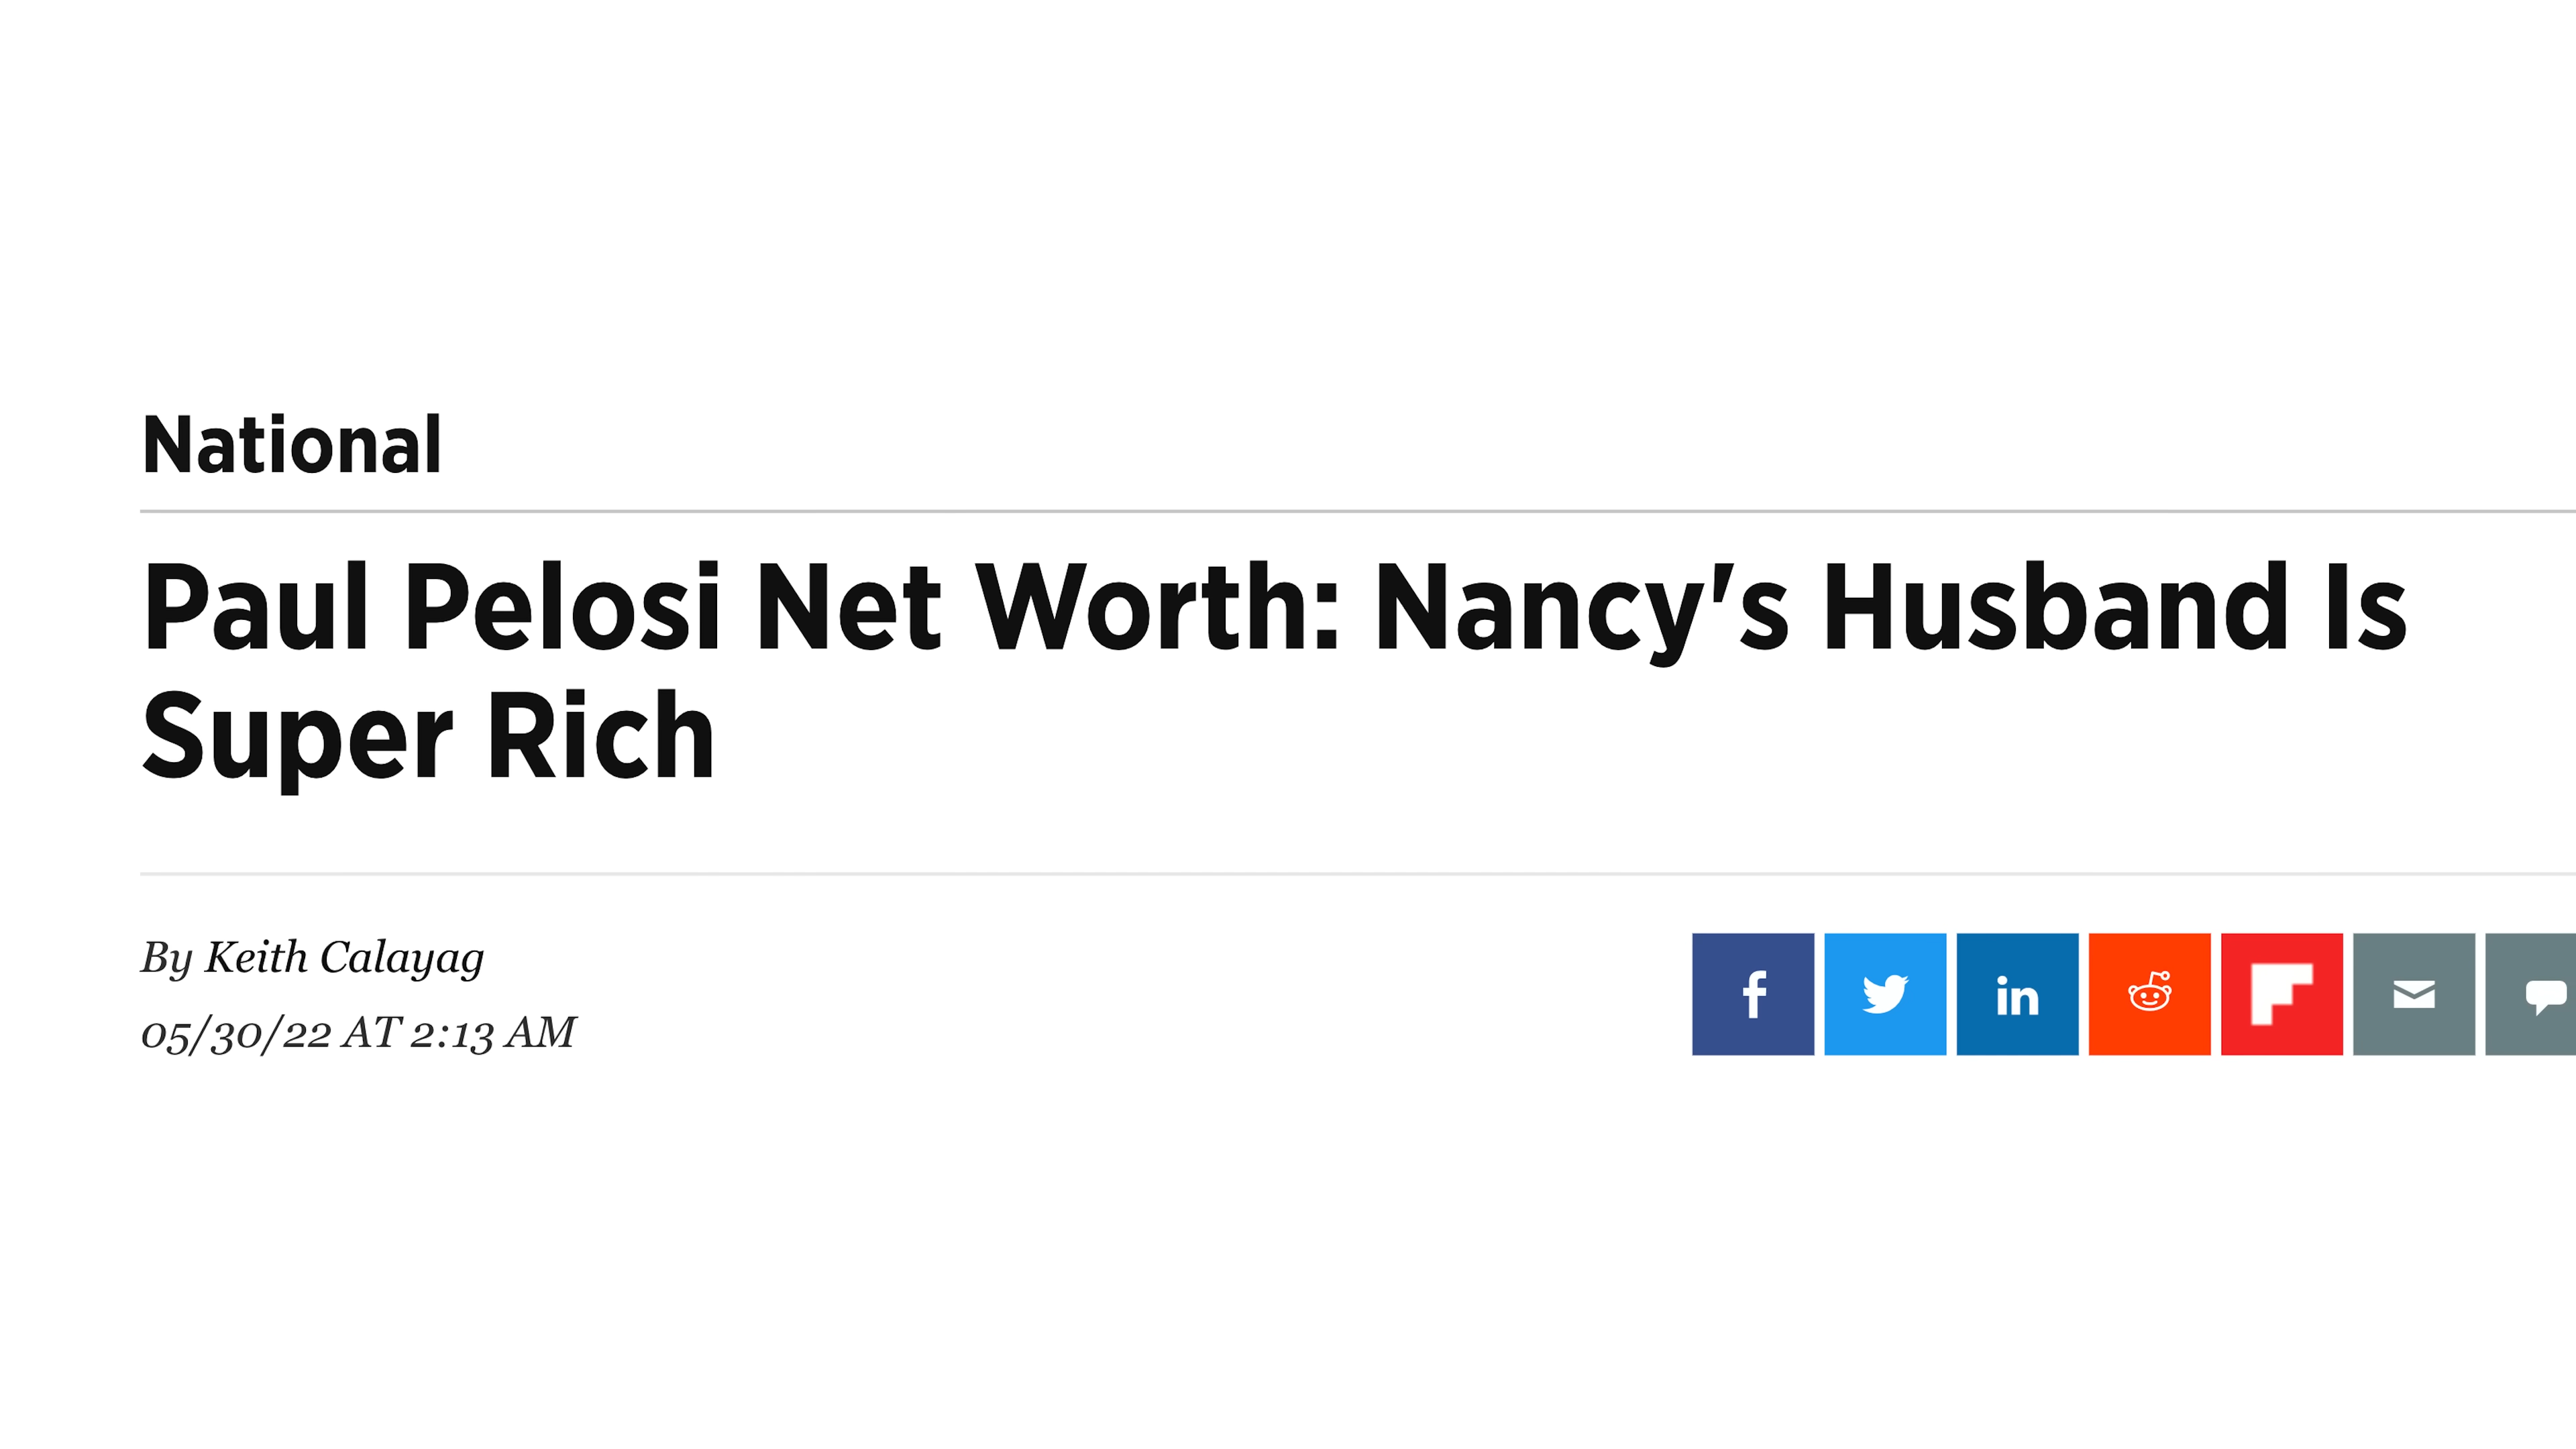 National
Paul Pelosi Net Worth: Nancy's Husband Is
Super Rich
By Keith Calayag
05/30/22 AT 2:13 AM